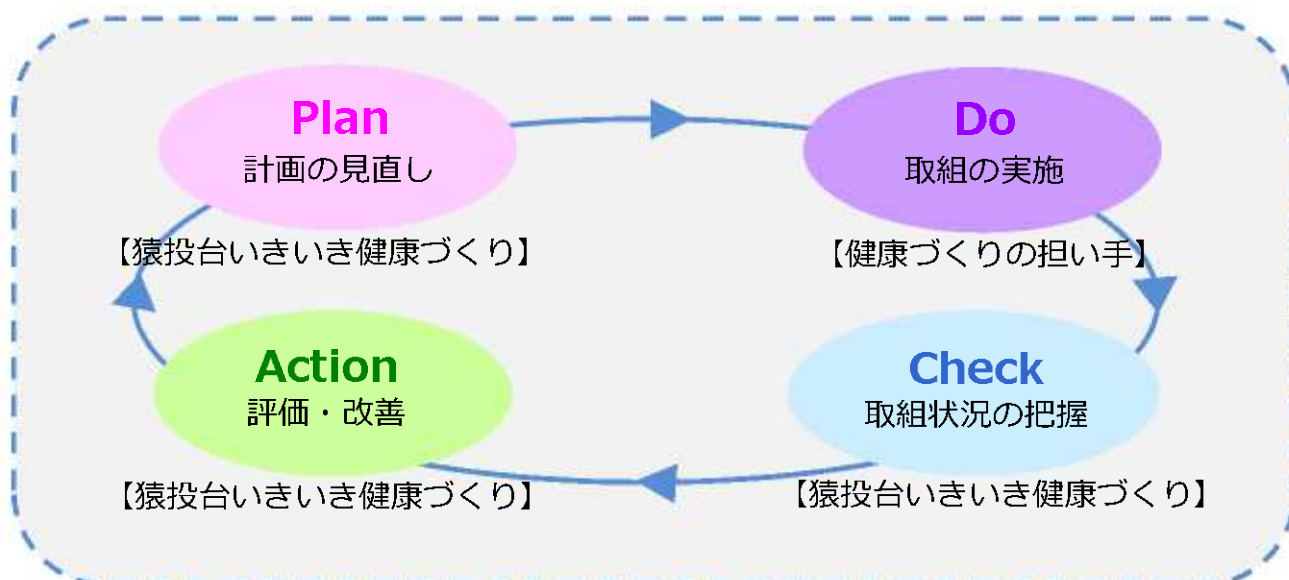 Plan
計画の見直し
【猿投台いきいき健康づくり】
Do
取組の実施
【健康づくりの担い手】
Action
評価・改善
【猿投台いきいき健康づくり】
Check
取組状況の把握
【猿投台いきいき健康づくり】